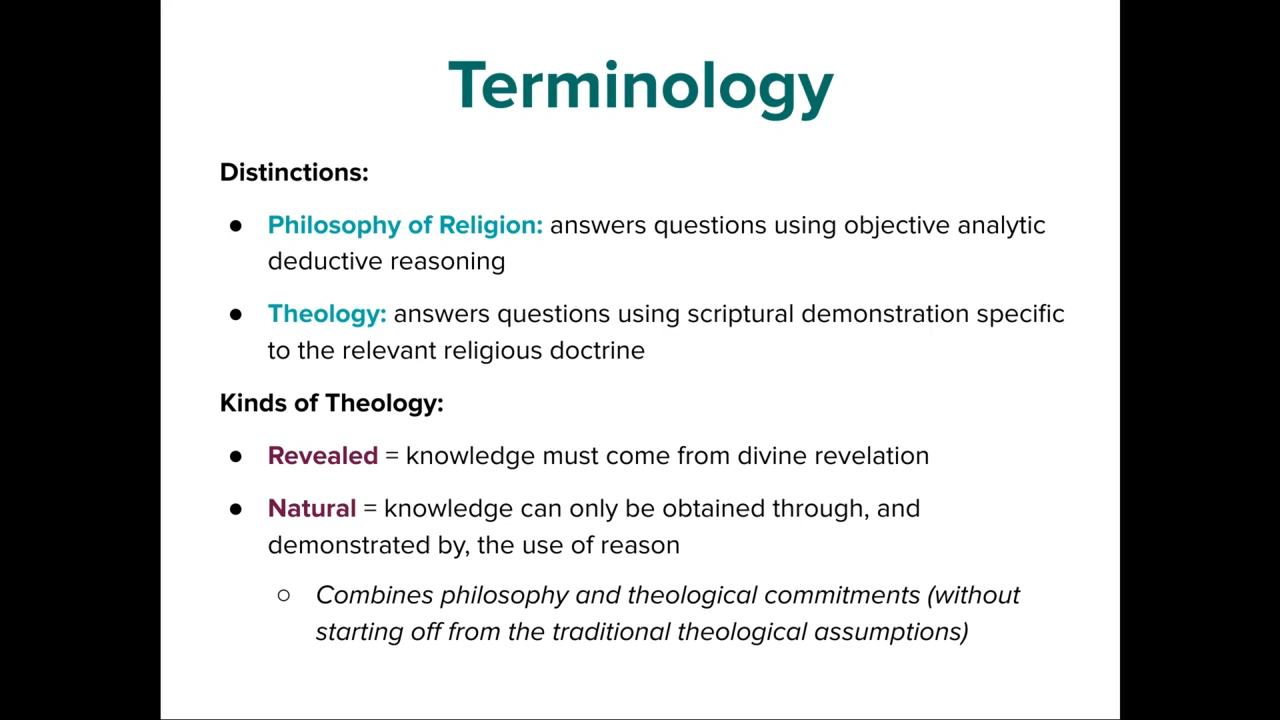 Terminology
Distinctions:
● Philosophy of Religion: answers questions using objective analytic
deductive reasoning
● Theology: answers questions using scriptural demonstration specific
to the relevant religious doctrine
Kinds of Theology:
● Revealed = knowledge must come from divine revelation
● Natural = knowledge can only be obtained through, and
demonstrated by, the use of reason
○ Combines philosophy and theological commitments (without
starting off from the traditional theological assumptions)